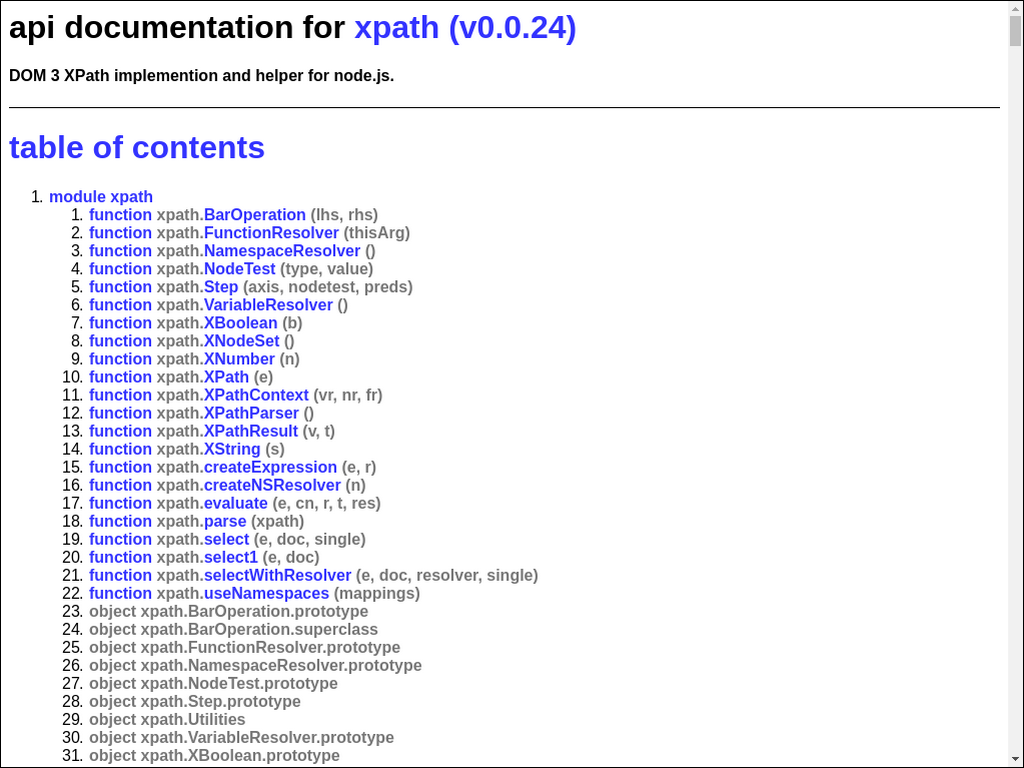 api documentation for xpath (v0.0.24)
DOM 3 XPath implemention and helper for node.js.
table of contents
1. module xpath
1. function xpath.BarOperation (lhs, rhs)
2. function xpath.FunctionResolver (thisArg)
3. function xpath.NamespaceResolver ()
4. function xpath.NodeTest (type, value)
5. function xpath.Step (axis, nodetest, preds)
6. function xpath.VariableResolver ()
7. function xpath.XBoolean (b)
8. function xpath.XNodeSet ()
9. function xpath.XNumber (n)
10. function xpath.XPath (e)
11. function xpath.XPathContext (vr, nr, fr)
12. function xpath.XPathParser ()
13. function xpath.XPathResult (v, t)
14. function xpath.XString (s)
15. function xpath.createExpression (e, r)
16. function xpath.createNSResolver (n)
17. function xpath.evaluate (e, cn, r, t, res)
18. function xpath.parse (xpath)
19. function xpath.select (e, doc, single)
20. function xpath.select1 (e, doc)
21. function xpath.selectWithResolver (e, doc, resolver, single)
22. function xpath.useNamespaces (mappings)
23. object xpath.BarOperation.prototype
24. object xpath.BarOperation.superclass
25. object xpath.FunctionResolver.prototype
26. object xpath.NamespaceResolver.prototype
27. object xpath.NodeTest.prototype
28. object xpath.Step.prototype
29. object xpath.Utilities
30. object xpath.VariableResolver.prototype
31. object xpath.XBoolean.prototype